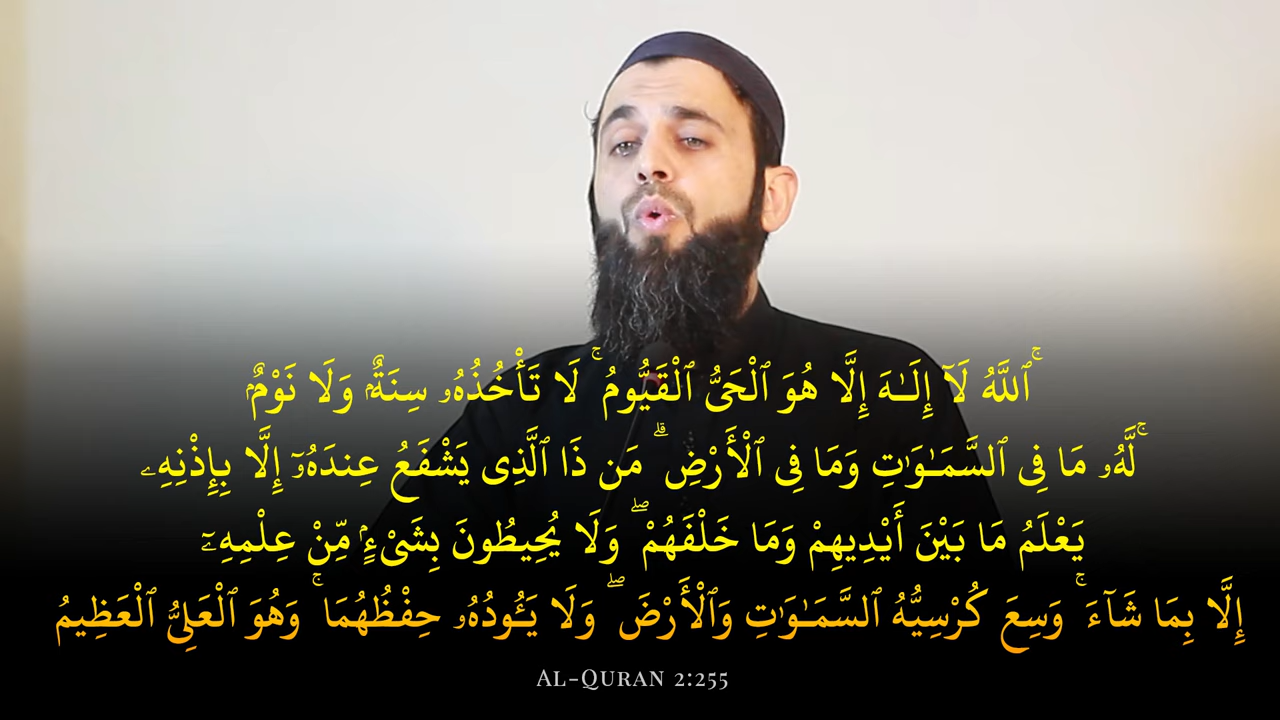 ٱللَّهُ لَآ إِلَـٰهَ إِلَّا هُوَ ٱلْحَىُّ ٱلْقَيُّومُ ۚ لَا تَأْخُذُهُۥ سِنَةٌۭ وَلَا نَوْمٌۭ ۚ
لَّهُۥ مَا فِى ٱلسَّمَـٰوَٰتِ وَمَا فِى ٱلْأَرْضِ ۗ مَن ذَا ٱلَّذِى يَشْفَعُ عِندَهُۥٓ إِلَّا بِإِذْنِهِۦ ۚ
يَعْلَمُ مَا بَيْنَ أَيْدِيهِمْ وَمَا خَلْفَهُمْ ۖ وَلَا يُحِيطُونَ بِشَىْءٍۢ مِّنْ عِلْمِهِۦٓ
إِلَّا بِمَا شَآءَ ۚ وَسِعَ كُرْسِيُّهُ ٱلسَّمَـٰوَٰتِ وَٱلْأَرْضَ ۖ وَلَا يَـُٔودُهُۥ حِفْظُهُمَا ۚ وَهُوَ ٱلْعَلِىُّ ٱلْعَظِيمُ
Al-Quran 2:255